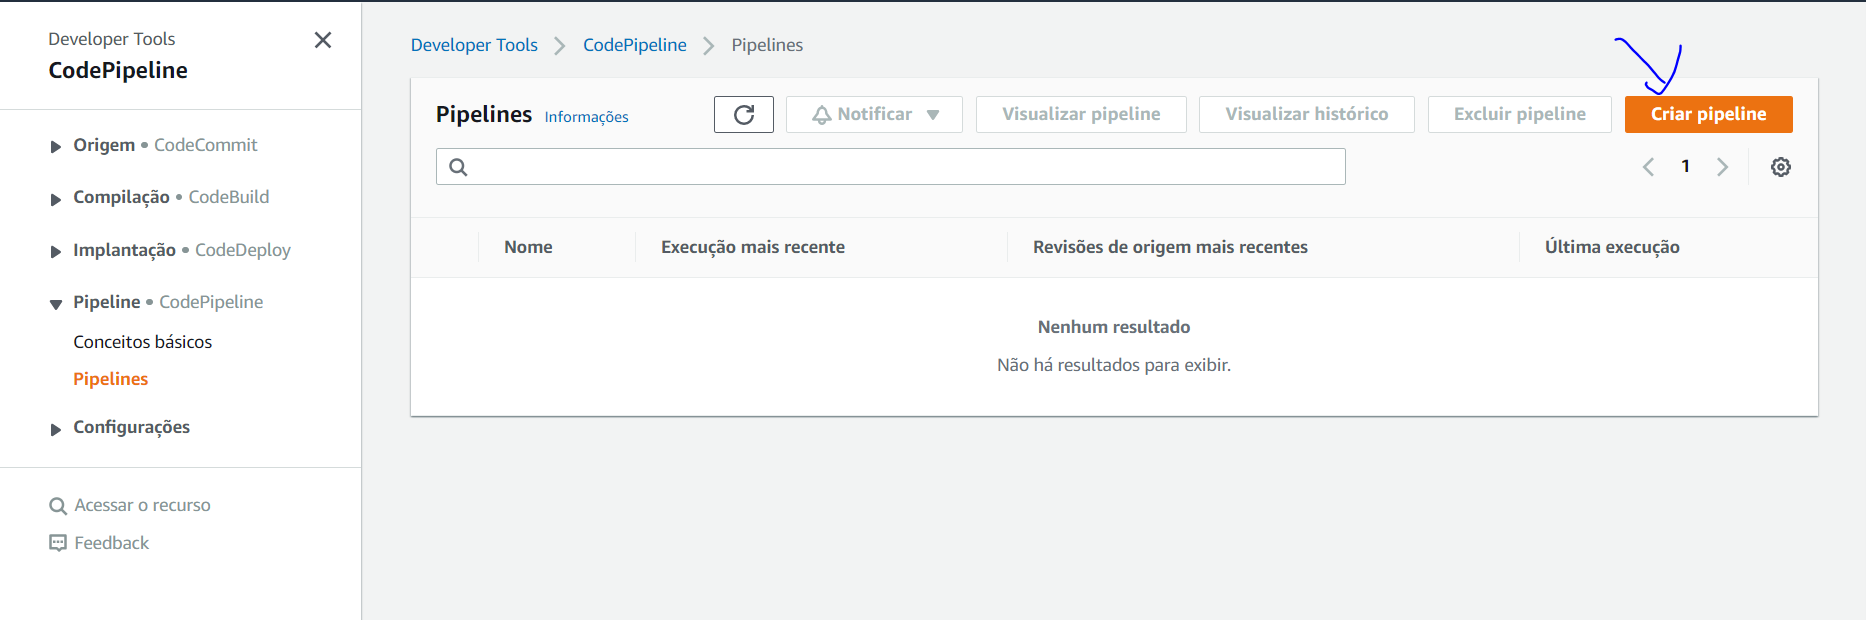 Developer Tools
CodePipeline
Origem • CodeCommit
Compilação • CodeBuild
Implantação • CodeDeploy
Pipeline • CodePipeline
Conceitos básicos
Pipelines
Configurações
Acessar o recurso
Feedback
Developer Tools > CodePipeline > Pipelines
Pipelines Informações Notificar Visualizar pipeline Visualizar histórico Excluir pipeline Criar pipeline
1
Nome Execução mais recente Revisões de origem mais recentes Última execução
Nenhum resultado
Não há resultados para exibir.